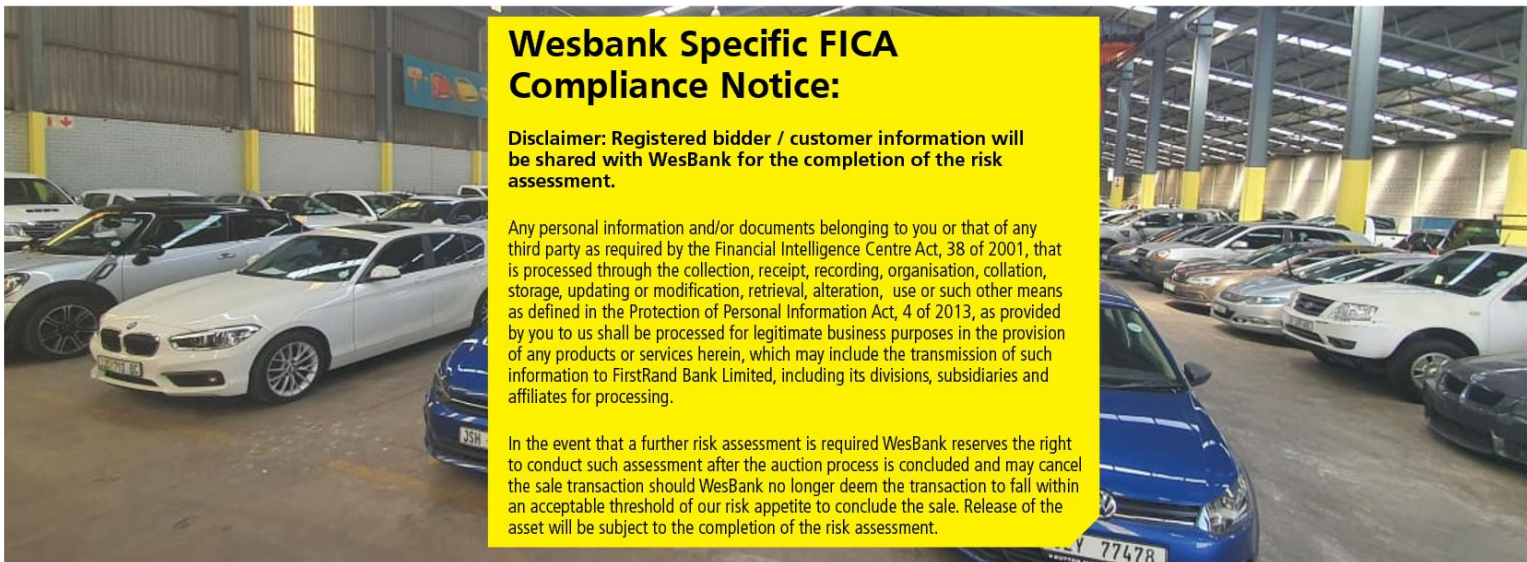 Wesbank Specific FICA
Compliance Notice:
Disclaimer: Registered bidder / customer information will
be shared with WesBank for the completion of the risk
assessment.
Any personal information and/or documents belonging to you or that of any
third party as required by the Financial Intelligence Centre Act, 38 of 2001, that
is processed through the collection, receipt, recording, organisation, collation,
storage, updating or modification, retrieval, alteration,  use or such other means
as defined in the Protection of Personal Information Act, 4 of 2013, as provided
by you to us shall be processed for legitimate business purposes in the provision
of any products or services herein, which may include the transmission of such
information to FirstRand Bank Limited, including its divisions, subsidiaries and
affiliates for processing.
In the event that a further risk assessment is required WesBank reserves the right
to conduct such assessment after the auction process is concluded and may cancel
the sale transaction should WesBank no longer deem the transaction to fall within
an acceptable threshold of our risk appetite to conclude the sale. Release of the
asset will be subject to the completion of the risk assessment.
JSH
77478